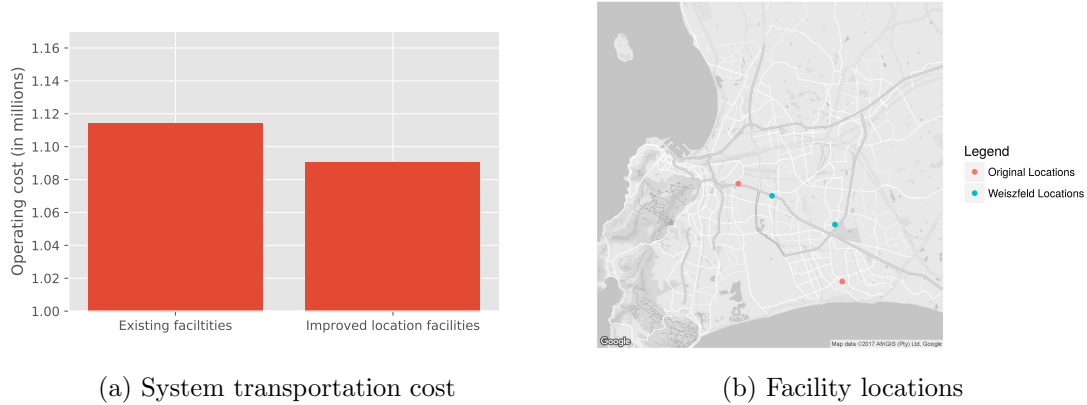 1.16
1.14
1.12
1.10
1.08
1.06
1.04
1.02
1.00
Operating cost (in millions)
Existing faciltities
Improved location facilities
(a) System transportation cost
Google
Map data ©2017 AfriGIS (Pty) Ltd, Google
Legend
Original Locations
Weiszfeld Locations
(b) Facility locations